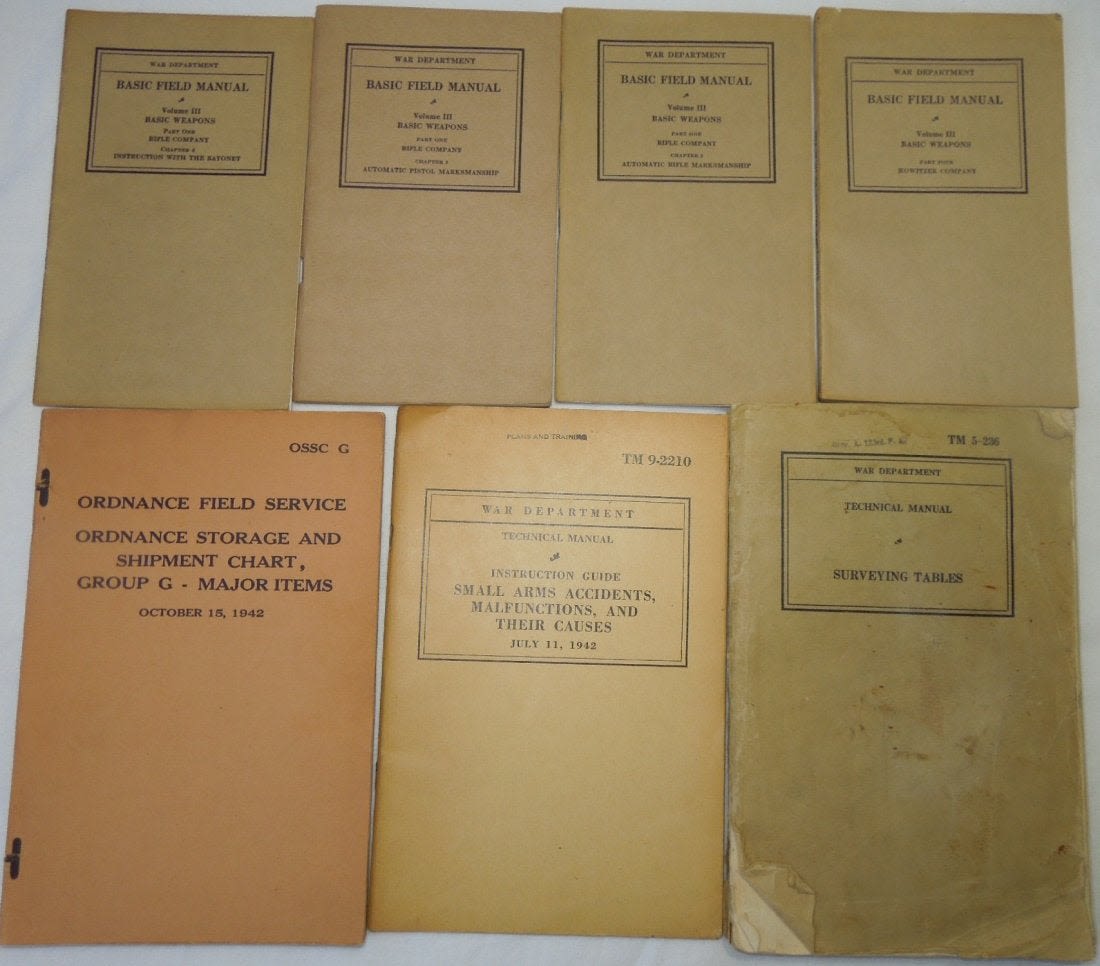 WAR DEPARTMENT
BASIC FIELD MANUAL
Volume III
BASIC WEAPONS
PART ONE
RIFLE COMPANY
CHAPTER 4
INSTRUCTION WITH THE BAYONET
WAR DEPARTMENT
BASIC FIELD MANUAL
Volume III
BASIC WEAPONS
PART ONE
RIFLE COMPANY
CHAPTER
AUTOMATIC PISTOL MARKSMANSHIP
WAR DEPARTMENT
BASIC FIELD MANUAL
Volume III
BASIC WEAPONS
PART ONE
RIFLE COMPANY
CHAPTER
AUTOMATIC RIFLE MARKSMANSHIP
WAR DEPARTMENT
BASIC FIELD MANUAL
Volume III
BASIC WEAPONS
PART FOUR
HOWITZER COMPANY
OSSC G
ORDNANCE FIELD SERVICE
ORDNANCE STORAGE AND
SHIPMENT CHART,
GROUP G - MAJOR ITEMS
OCTOBER 15, 1942
PLANS AND TRAINING
TM 9-2210
WAR DEPARTMENT
TECHNICAL MANUAL
INSTRUCTION GUIDE
SMALL ARMS ACCIDENTS,
MALFUNCTIONS, AND
THEIR CAUSES
JULY 11, 1942
TM 5-236
WAR DEPARTMENT
TECHNICAL MANUAL
SURVEYING TABLES